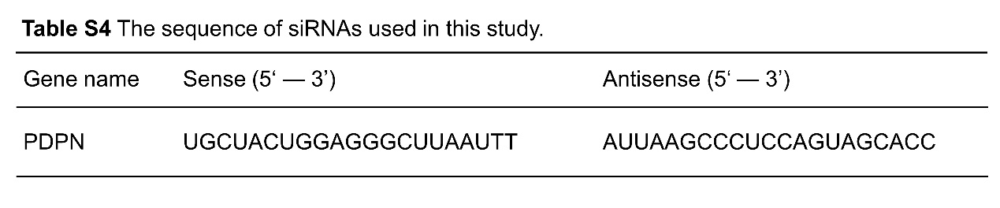 Table S4 The sequence of siRNAs used in this study.
Gene name Sense (5‘ — 3’) Antisense (5‘ — 3’)
PDPN UGCUACUGGAGGGCUUAAUTT AUUAAGCCCUCCAGUAGCACC